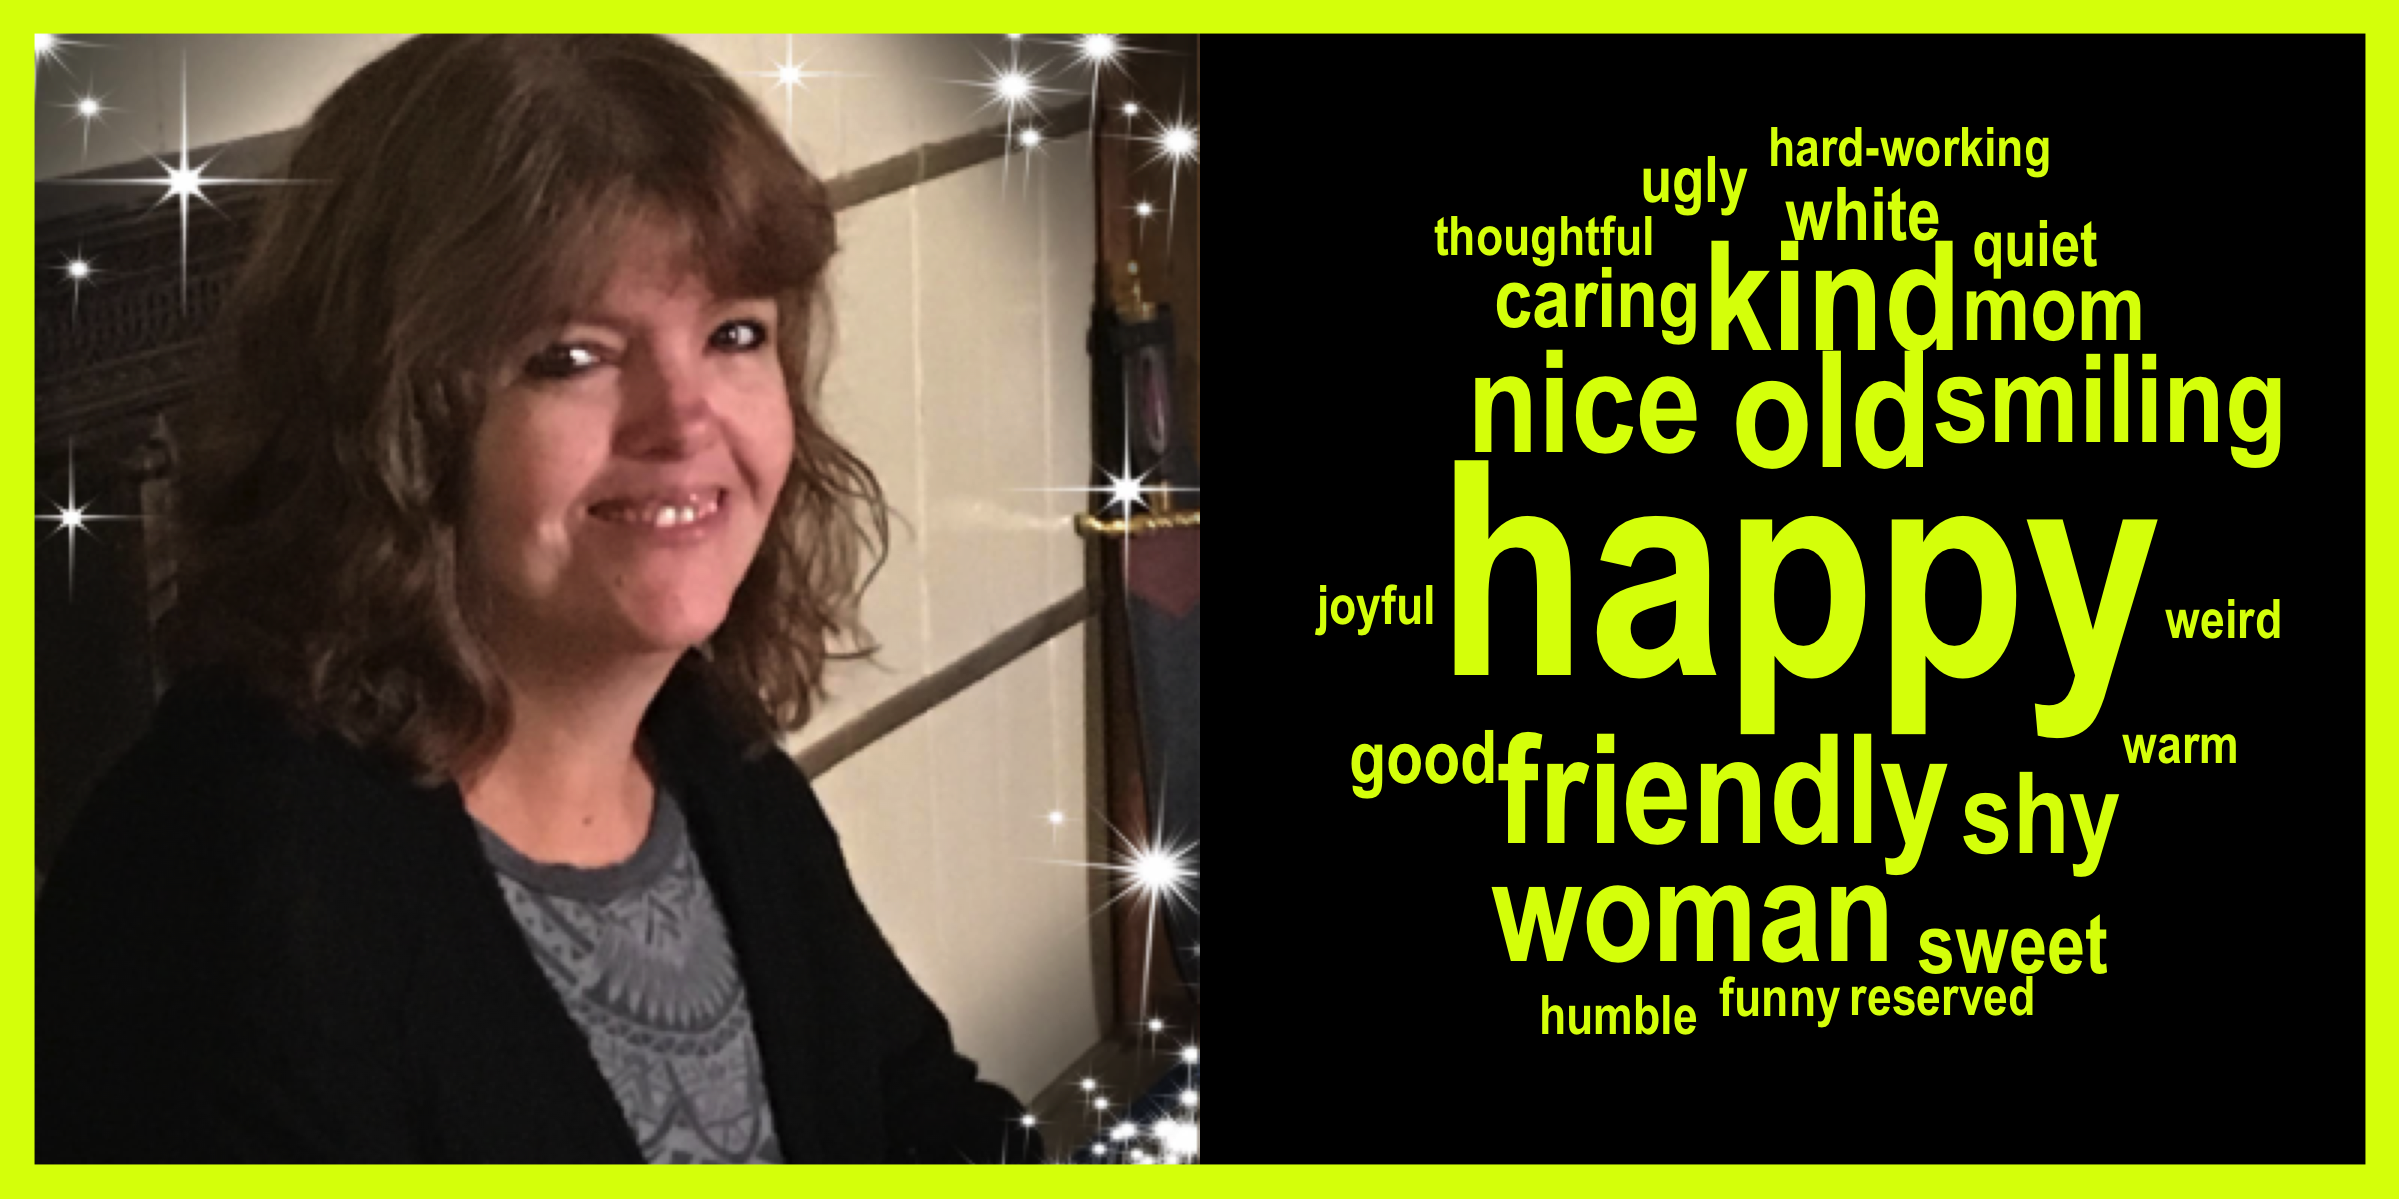 hard-working
ugly
white
thoughtful
quiet
caring
kind
mom
nice
old
smiling
happy
joyful
weird
good
friendly
warm
shy
woman
sweet
humble
funny
reserved